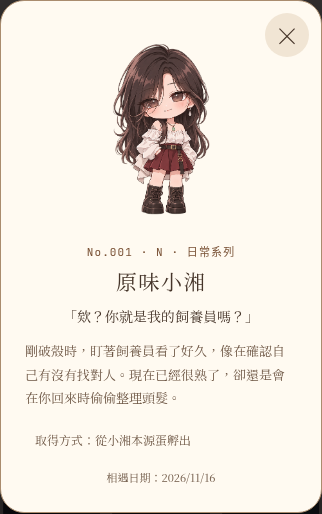 No.001 · N · 日常系列
原味小湘
「欸？你就是我的飼養員嗎？」
剛破殼時，盯著飼養員看了好久，像在確認自
己有沒有找對人。現在已經很熟了，卻還是會
在你回來時偷偷整理頭髮。
取得方式：從小湘本源蛋孵出
相遇日期：2026/11/16